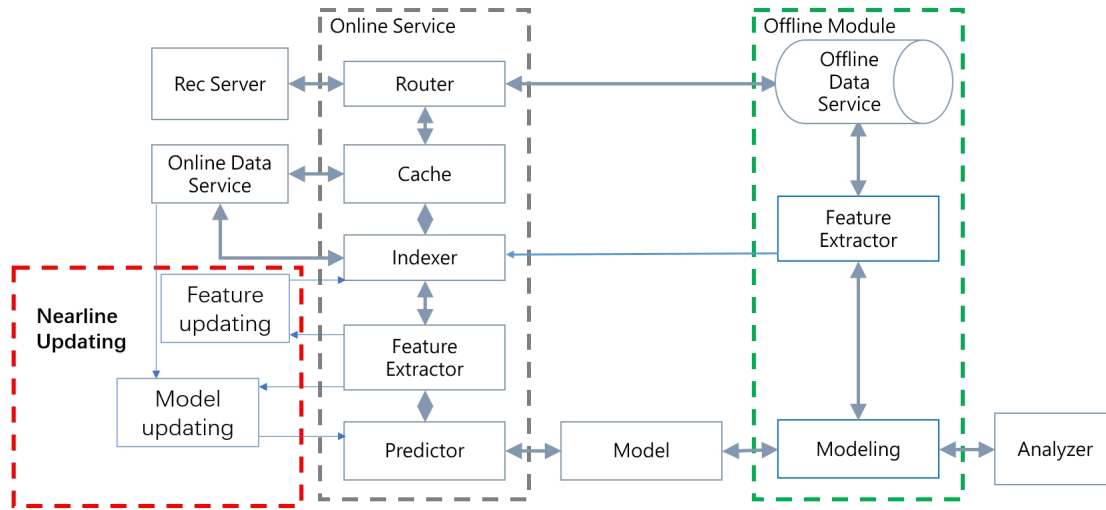 Online Service
Offline Module
Rec Server
Router
Offline
Data
Service
Online Data
Service
Cache
Feature
Extractor
Indexer
Nearline
Updating
Feature
updating
Feature
Extractor
Model
updating
Predictor
Model
Modeling
Analyzer